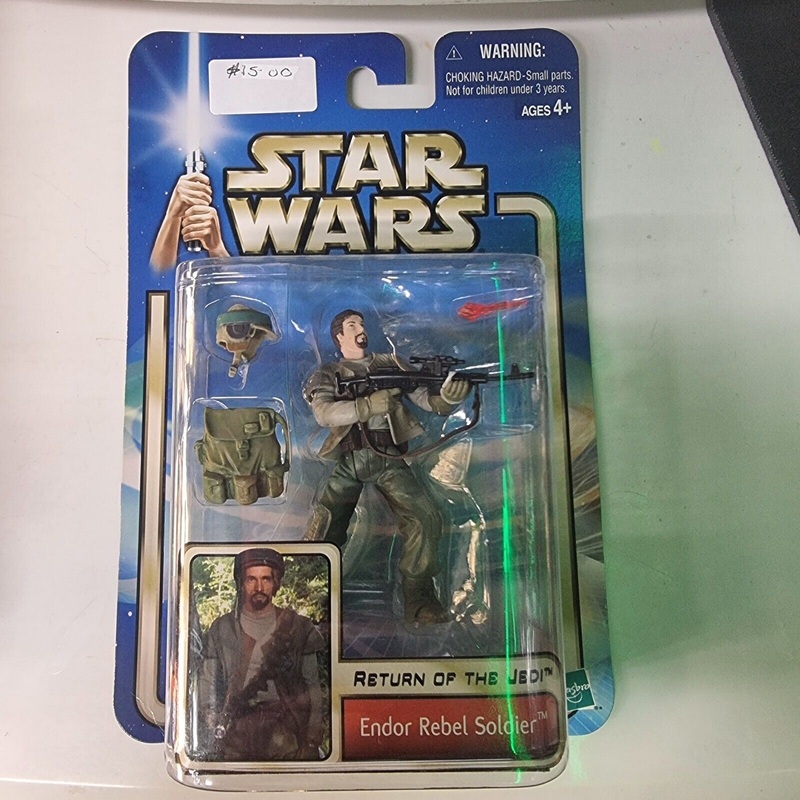 $15.00
WARNING:
CHOKING HAZARD-Small parts.
Not for children under 3 years.
AGES 4+
STAR
WARS
RETURN OF THE JEDI™
Endor Rebel Soldier™
Hasbro